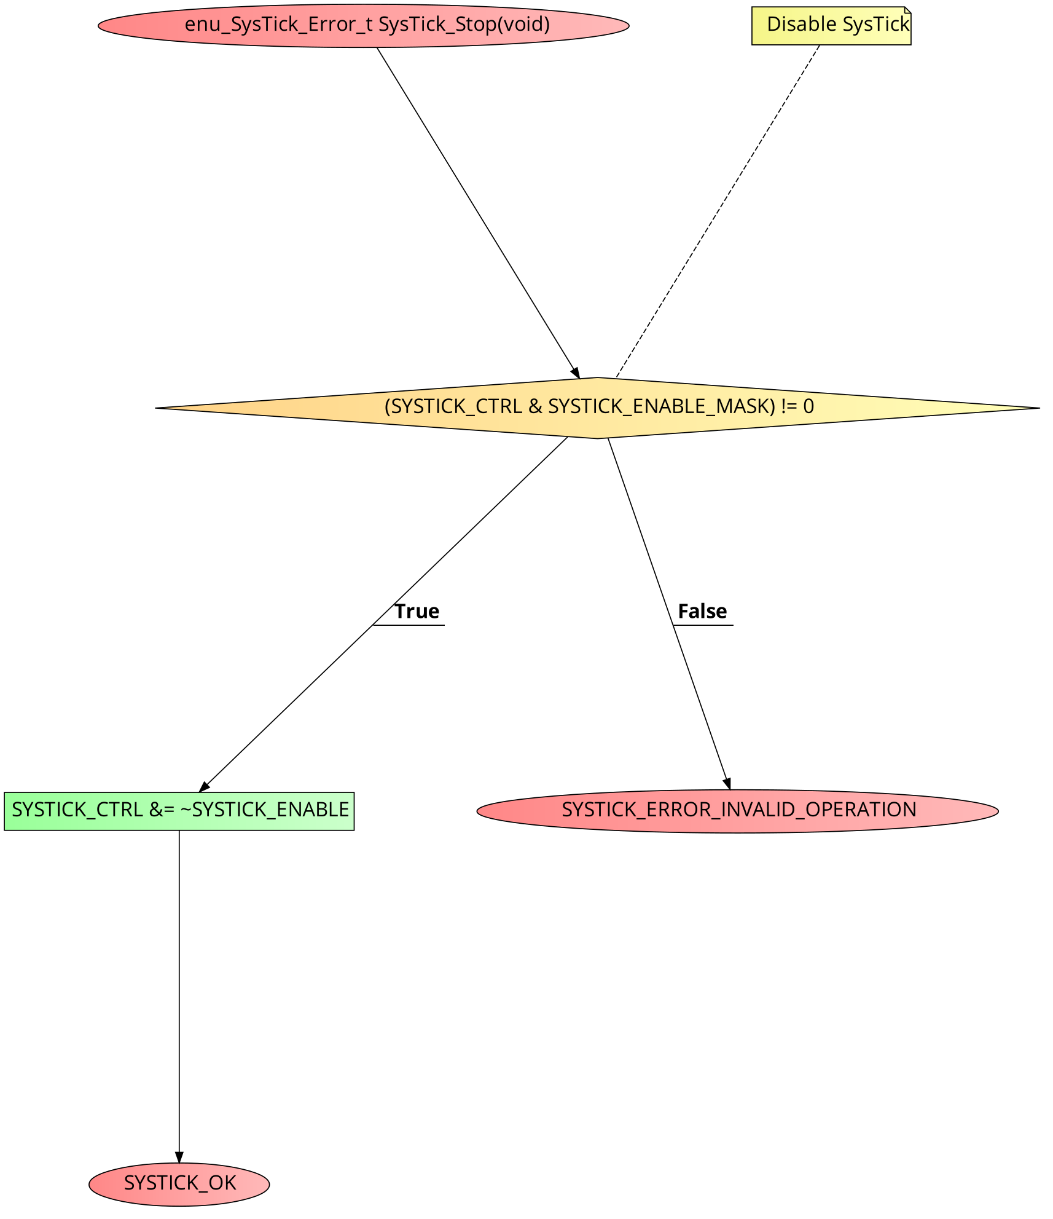 enu_SysTick_Error_t SysTick_Stop(void)
Disable SysTick
(SYSTICK_CTRL & SYSTICK_ENABLE_MASK) != 0
True
False
SYSTICK_CTRL &= ~SYSTICK_ENABLE
SYSTICK_ERROR_INVALID_OPERATION
SYSTICK_OK